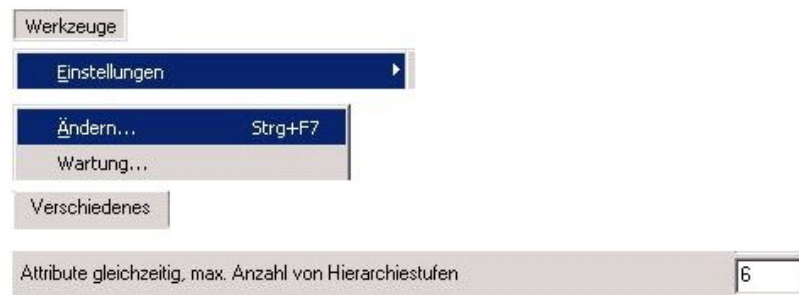 Werkzeuge
Einstellungen
Ändern... Strg+F7
Wartung...
Verschiedenes
Attribute gleichzeitig, max. Anzahl von Hierarchiestufen 6